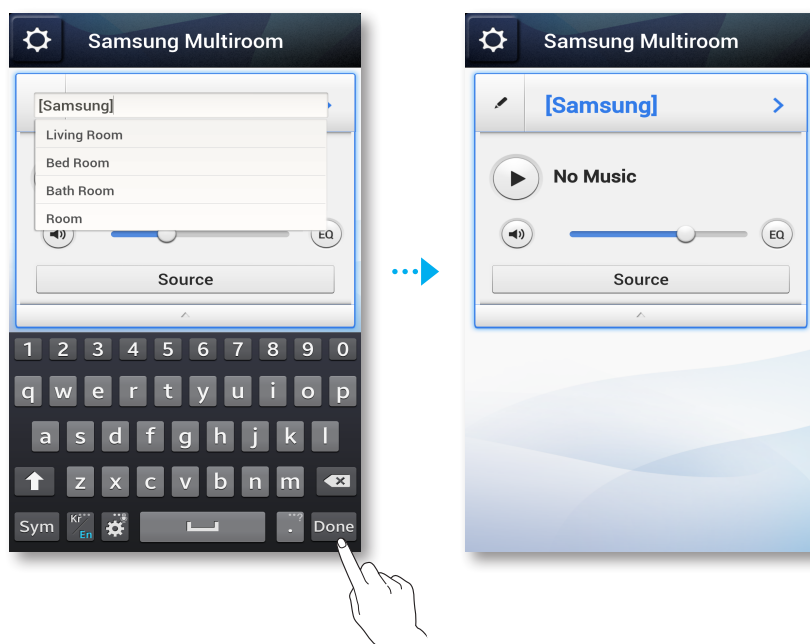 Samsung Multiroom
[Samsung]
Living Room
Bed Room
Bath Room
Room
EQ
Source
1 2 3 4 5 6 7 8 9 0
q w e r t y u i o p
a s d f g h j k l
z x c v b n m
Sym En . Done
Samsung Multiroom
[Samsung]
No Music
EQ
Source